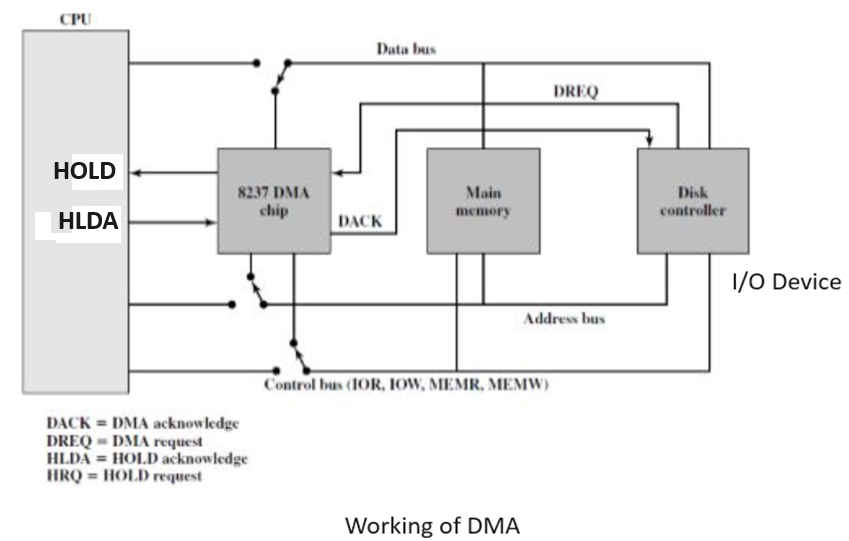 CPU
Data bus
DREQ
HOLD
8237 DMA
chip
Main
memory
Disk
controller
HLDA
DACK
I/O Device
Address bus
Control bus (IOR, IOW, MEMR, MEMW)
DACK = DMA acknowledge
DREQ = DMA request
HLDA = HOLD acknowledge
HRQ = HOLD request
Working of DMA